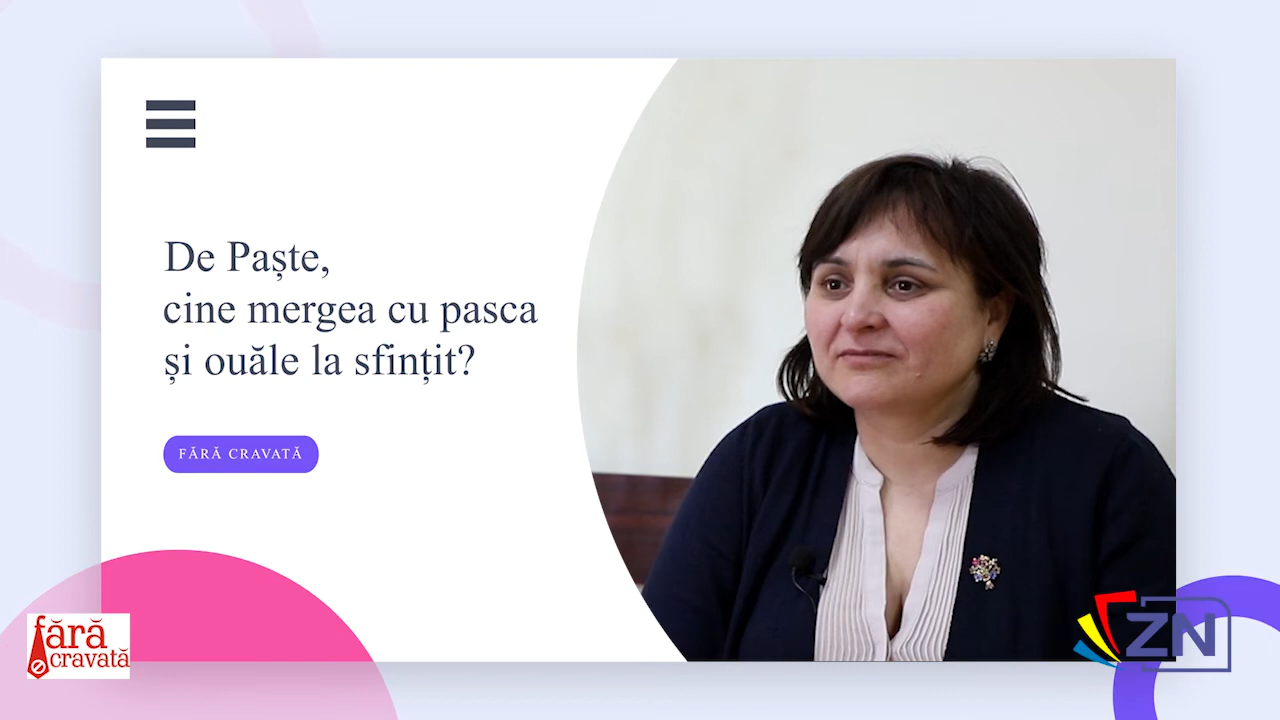 De Paște,
cine mergea cu pasca
și ouăle la sfințit?
FĂRĂ CRAVATĂ
fără
cravată
ZN